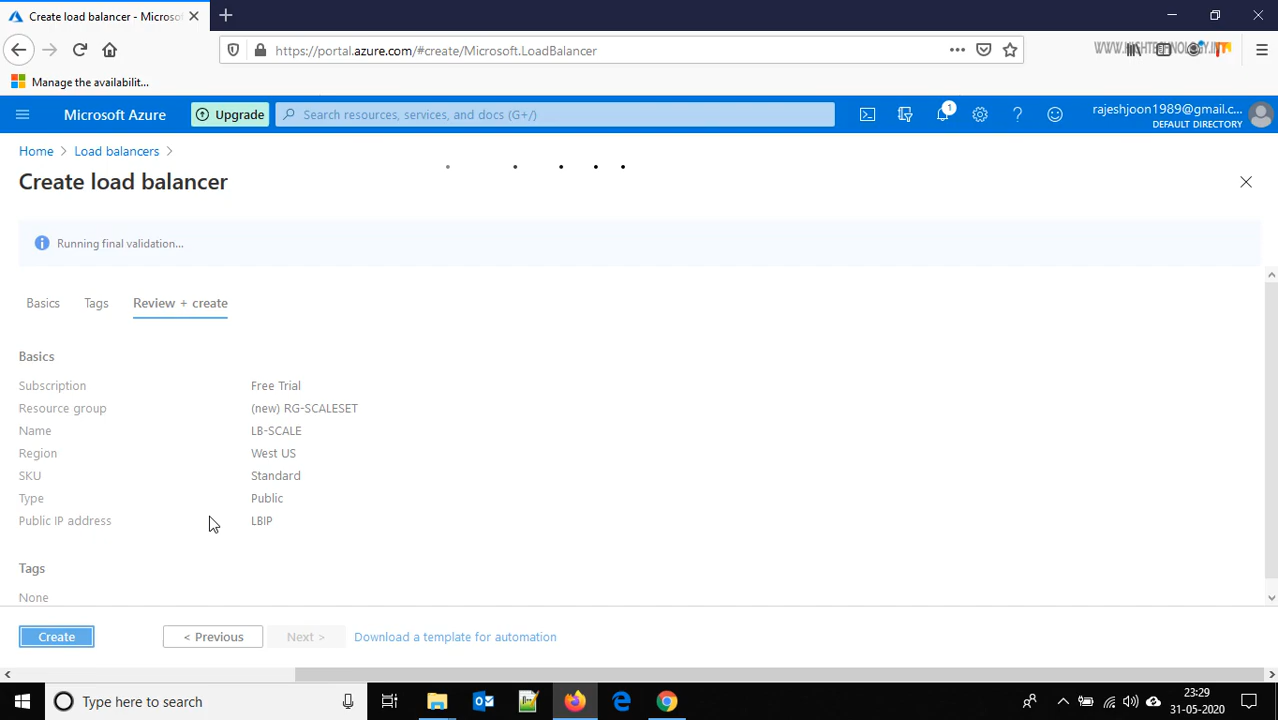 Create load balancer - Microso
https://portal.azure.com/#create/Microsoft.LoadBalancer
Manage the availabilit...
Microsoft Azure
Upgrade
Search resources, services, and docs (G+/)
1
rajeshjoon1989@gmail.c...
DEFAULT DIRECTORY
Home > Load balancers >
Create load balancer
Running final validation...
Basics Tags Review + create
Basics
Subscription Free Trial
Resource group (new) RG-SCALESET
Name LB-SCALE
Region West US
SKU Standard
Type Public
Public IP address LBIP
Tags
None
Create < Previous Next > Download a template for automation
Type here to search
23:29
31-05-2020